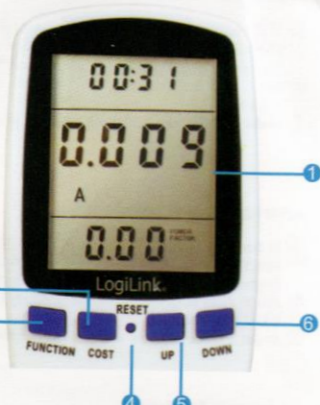 00:31
0.009
A
0.00 POWER FACTOR
LogiLink
RESET
FUNCTION COST UP DOWN
1
6
4
5